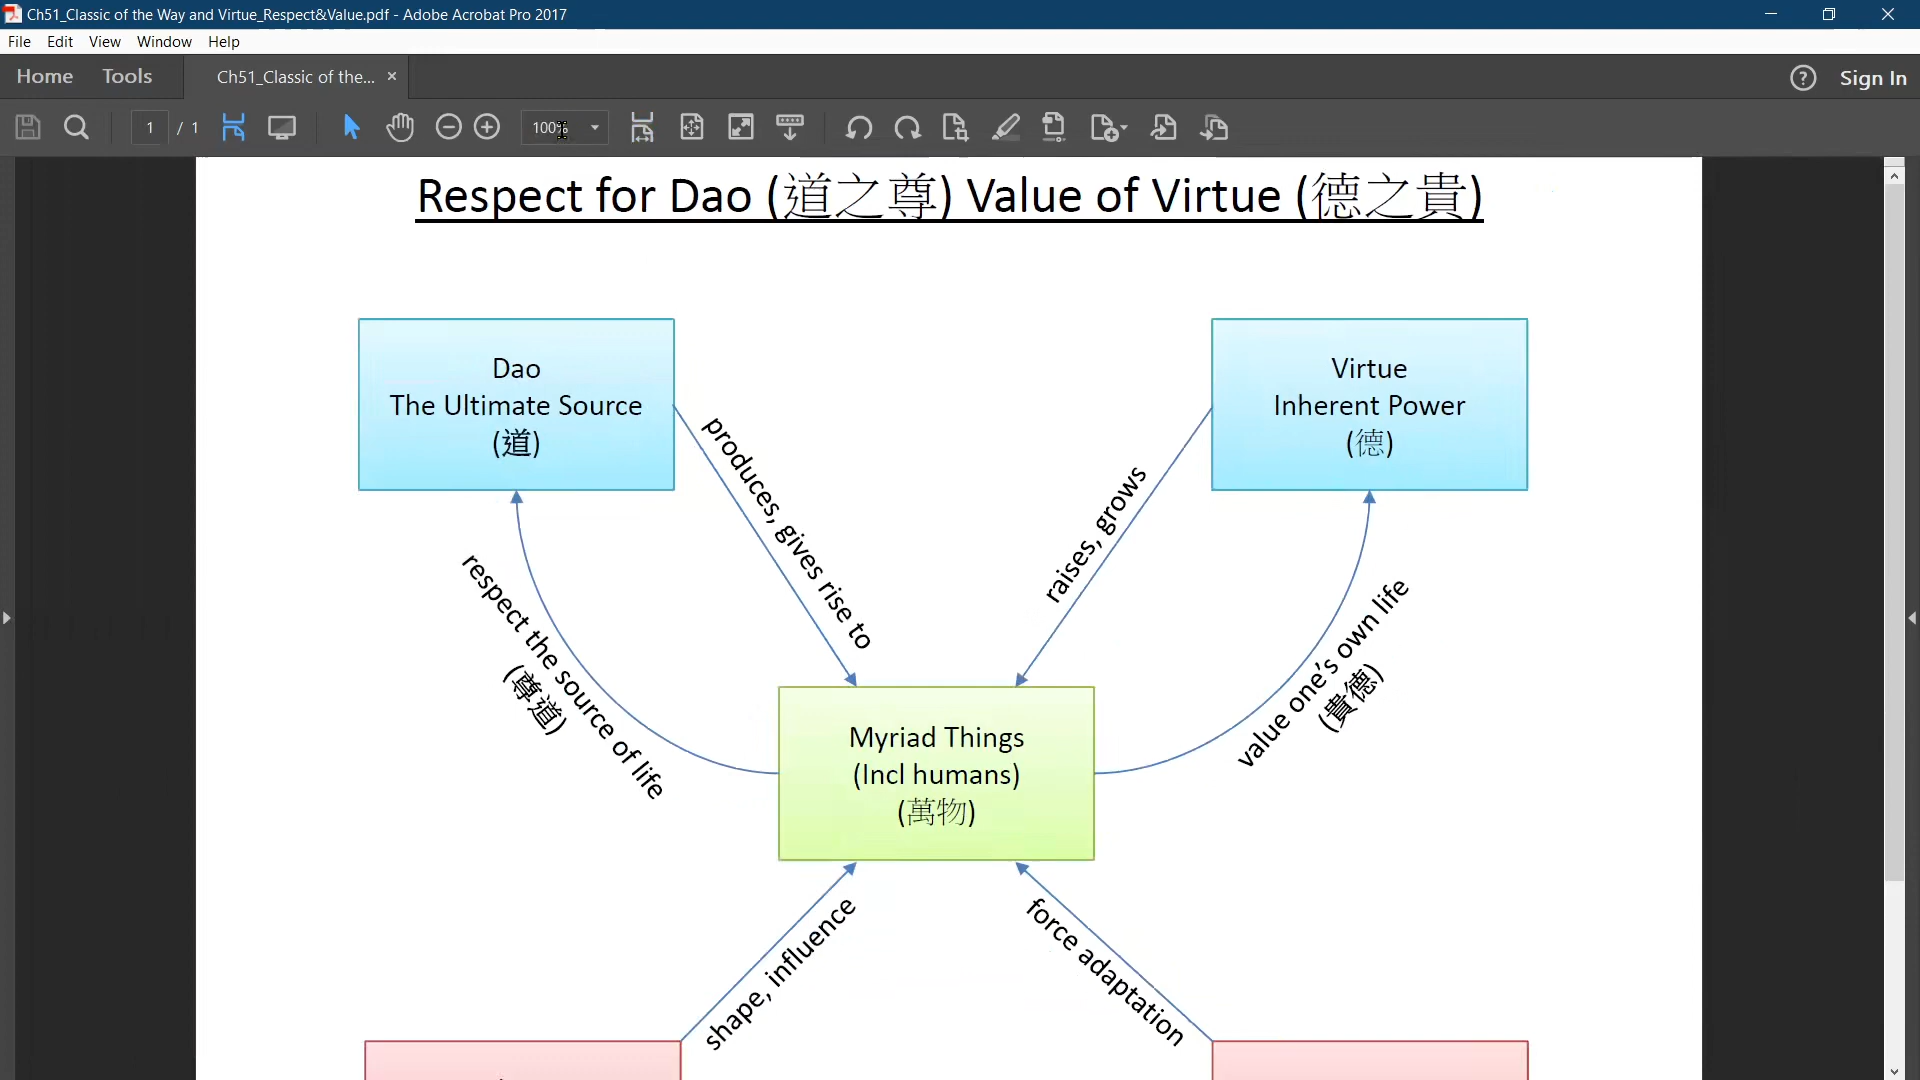 Ch51_Classic of the Way and Virtue_Respect&Value.pdf - Adobe Acrobat Pro 2017
File Edit View Window Help
Home Tools Ch51_Classic of the... × ? Sign In
1 / 1 100%
Respect for Dao (道之尊) Value of Virtue (德之貴)
Dao
The Ultimate Source
(道)
Virtue
Inherent Power
(德)
produces, gives rise to
raises, grows
respect the source of life
(尊道)
value one's own life
(貴德)
Myriad Things
(Incl humans)
(萬物)
shape, influence
force adaptation